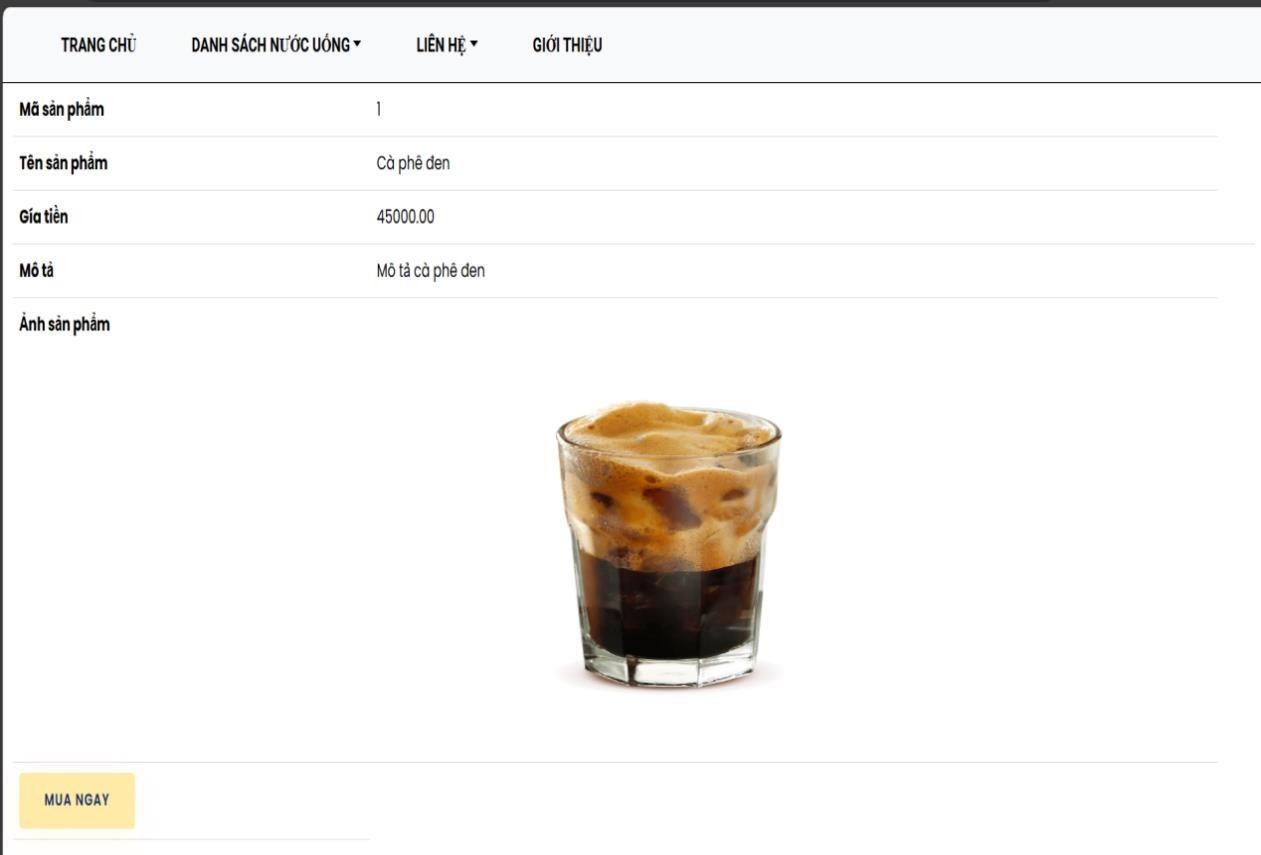 TRANG CHỦ DANH SÁCH NƯỚC UỐNG LIÊN HỆ GIỚI THIỆU
Mã sản phẩm 1
Tên sản phẩm Cà phê đen
Gía tiền 45000.00
Mô tả Mô tả cà phê đen
Ảnh sản phẩm
MUA NGAY